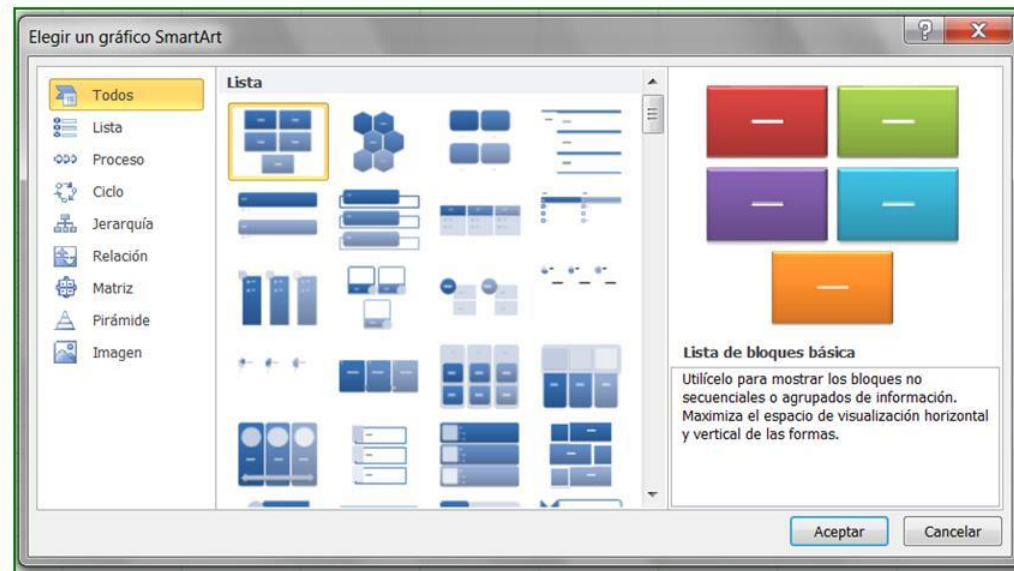 Elegir un gráfico SmartArt
Todos
Lista
Proceso
Ciclo
Jerarquía
Relación
Matriz
Pirámide
Imagen
Lista
Lista de bloques básica
Utilícelo para mostrar los bloques no
secuenciales o agrupados de información.
Maximiza el espacio de visualización horizontal
y vertical de las formas.
Aceptar
Cancelar